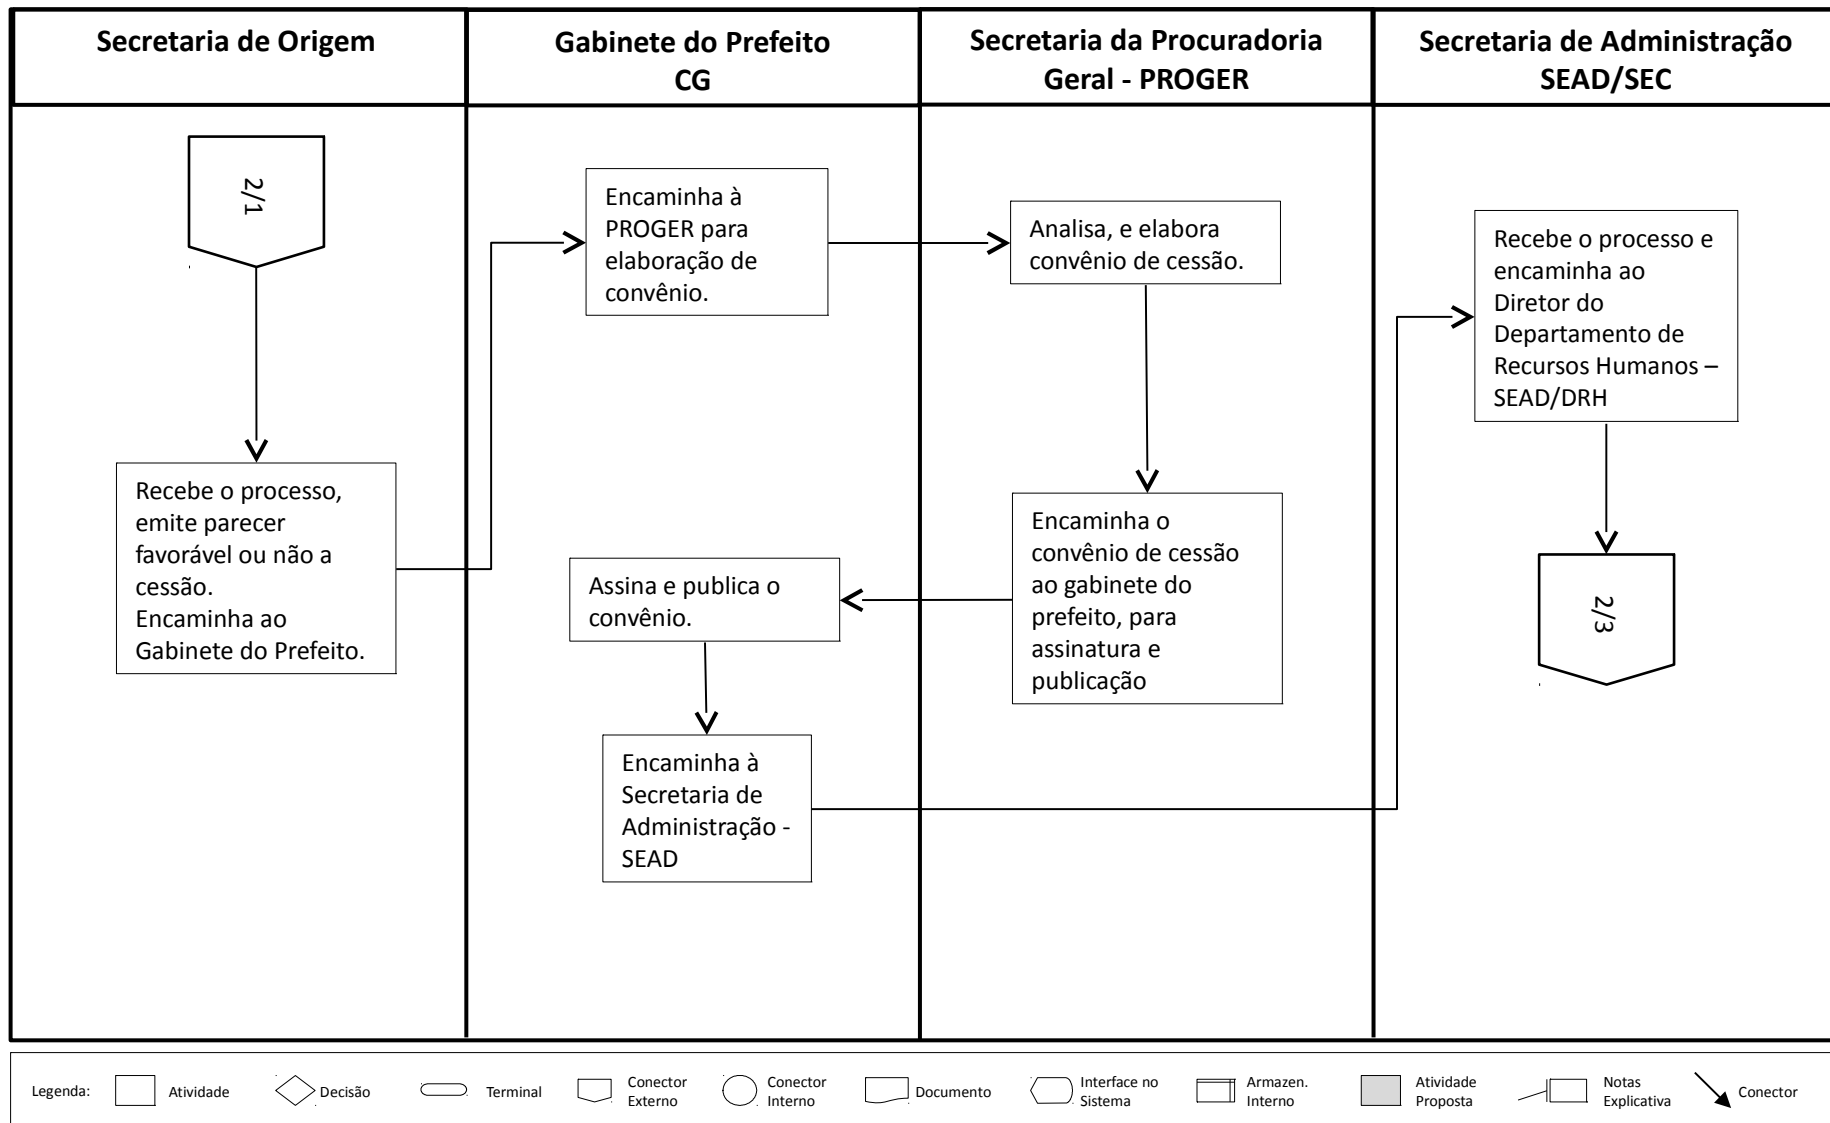 Secretaria de Origem
Gabinete do Prefeito
CG
Secretaria da Procuradoria
Geral - PROGER
Secretaria de Administração
SEAD/SEC
2/1
Recebe o processo,
emite parecer
favorável ou não a
cessão.
Encaminha ao
Gabinete do Prefeito.
Encaminha à
PROGER para
elaboração de
convênio.
Analisa, e elabora
convênio de cessão.
Encaminha o
convênio de cessão
ao gabinete do
prefeito, para
assinatura e
publicação
Assina e publica o
convênio.
Encaminha à
Secretaria de
Administração -
SEAD
Recebe o processo e
encaminha ao
Diretor do
Departamento de
Recursos Humanos –
SEAD/DRH
2/3
Legenda:
Atividade
Decisão
Terminal
Conector
Externo
Conector
Interno
Documento
Interface no
Sistema
Armazen.
Interno
Atividade
Proposta
Notas
Explicativa
Conector